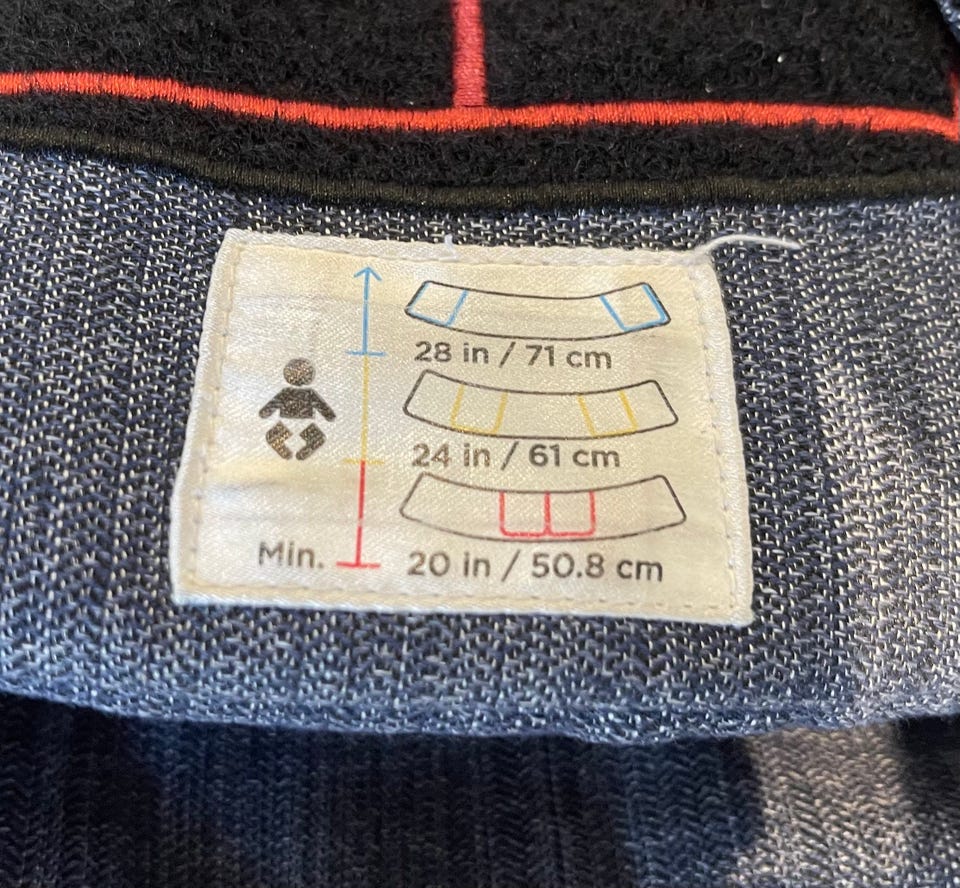 28 in / 71 cm
24 in / 61 cm
Min. 20 in / 50.8 cm